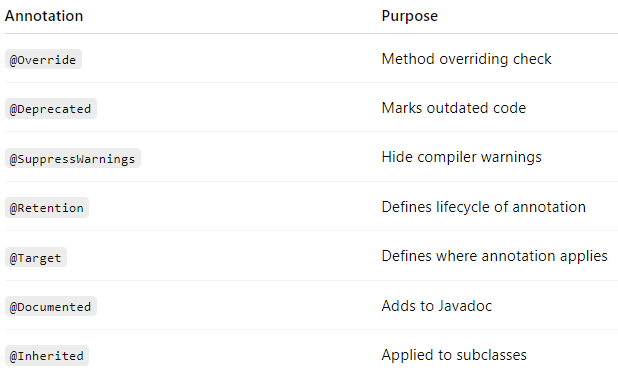 Annotation Purpose
@Override Method overriding check
@Deprecated Marks outdated code
@SuppressWarnings Hide compiler warnings
@Retention Defines lifecycle of annotation
@Target Defines where annotation applies
@Documented Adds to Javadoc
@Inherited Applied to subclasses